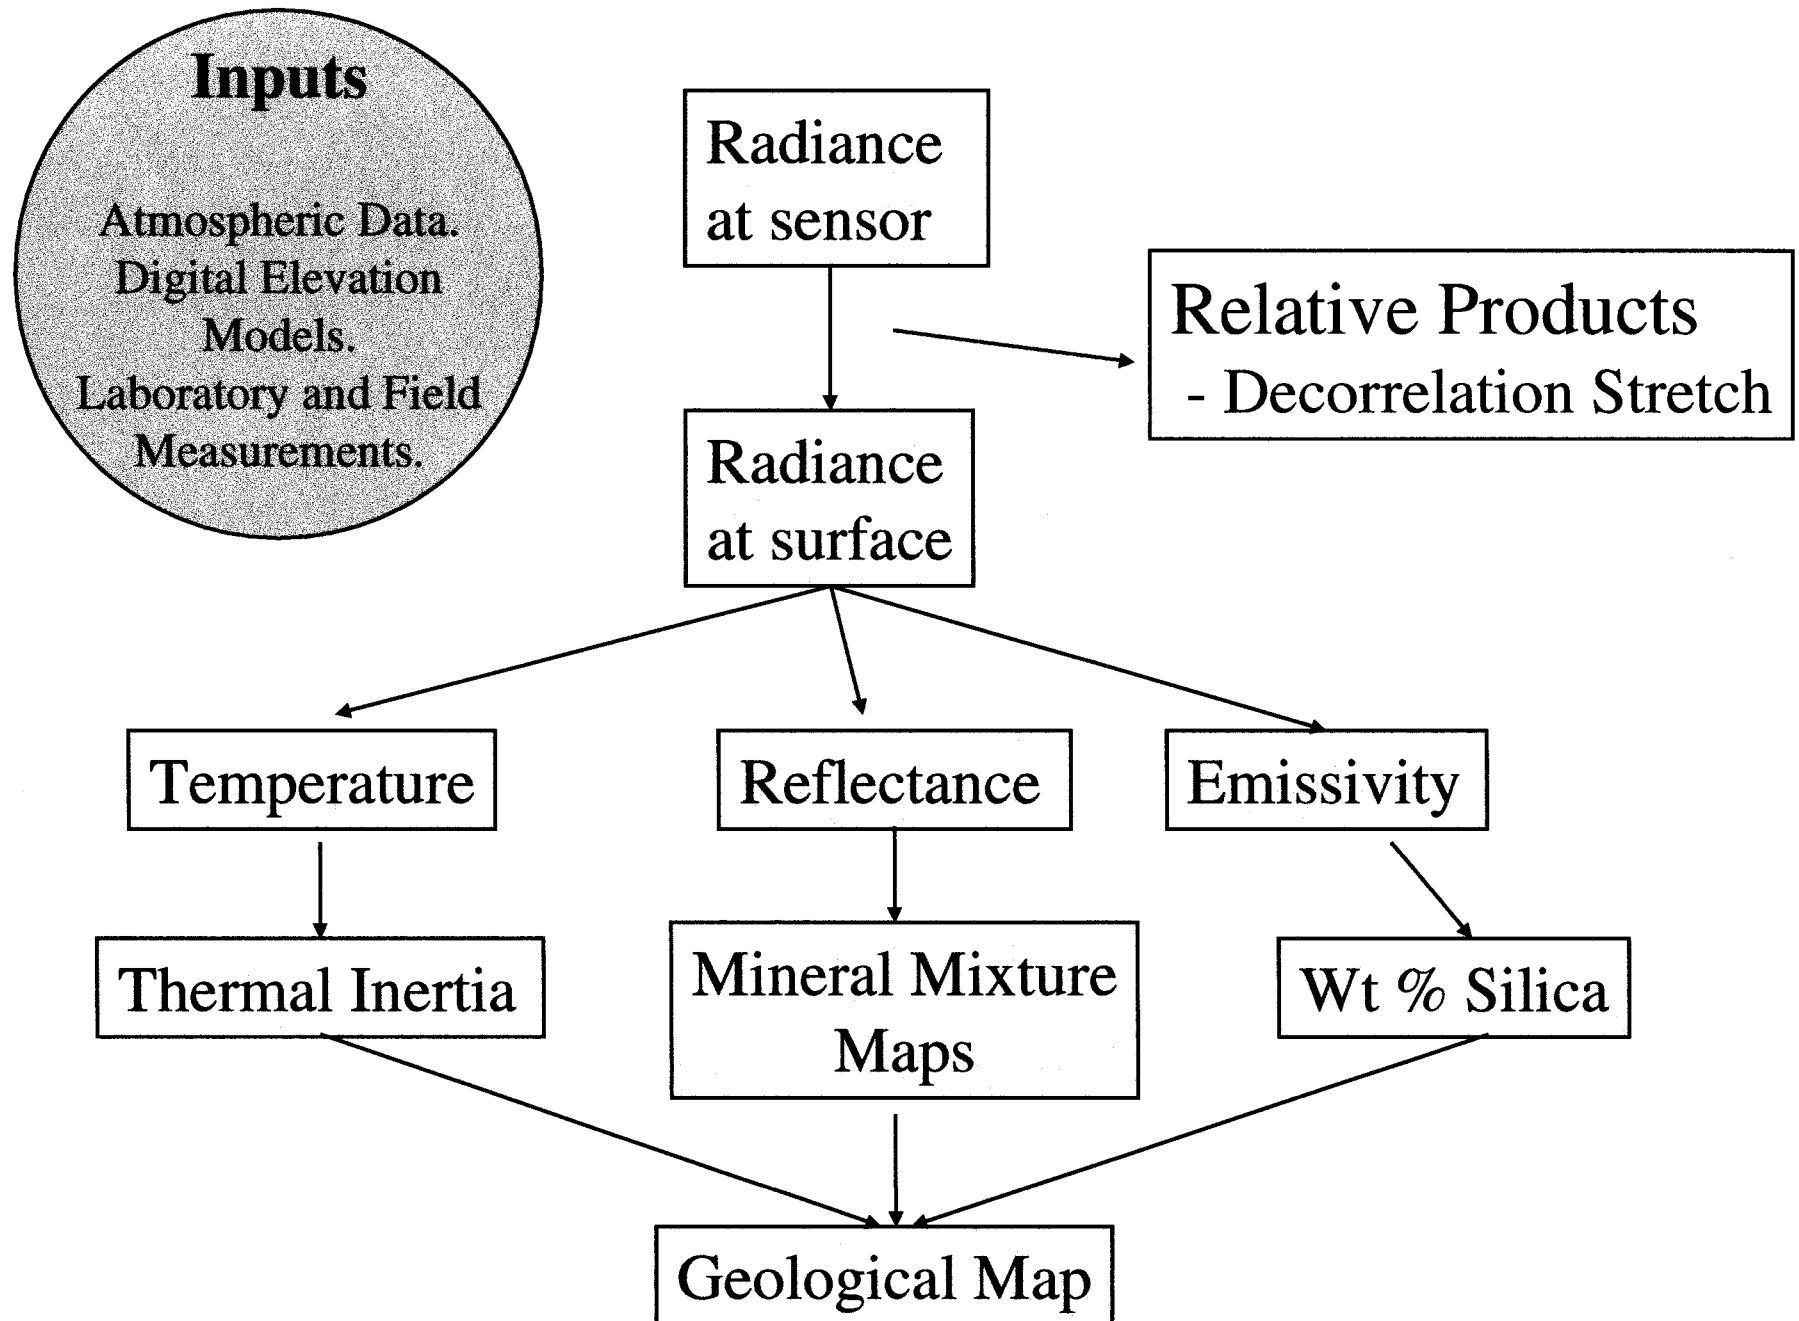 Inputs
Atmospheric Data.
Digital Elevation
Models.
Laboratory and Field
Measurements.
Radiance
at sensor
Relative Products
- Decorrelation Stretch
Radiance
at surface
Temperature
Reflectance
Emissivity
Thermal Inertia
Mineral Mixture
Maps
Wt % Silica
Geological Map